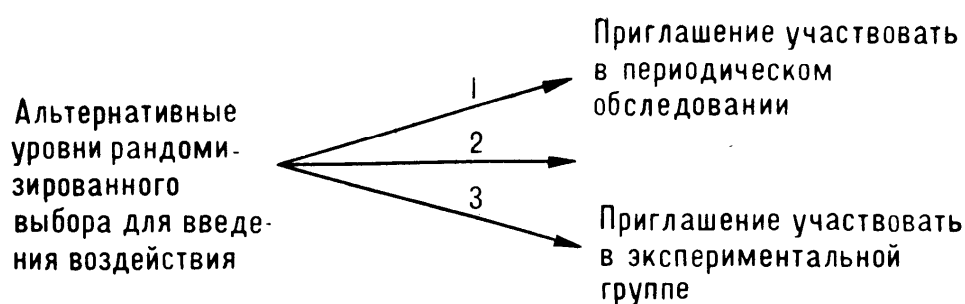 Альтернативные
уровни рандоми-
зированного
выбора для введе-
ния воздействия
1
2
3
Приглашение участвовать
в периодическом
обследовании
Приглашение участвовать
в экспериментальной
группе